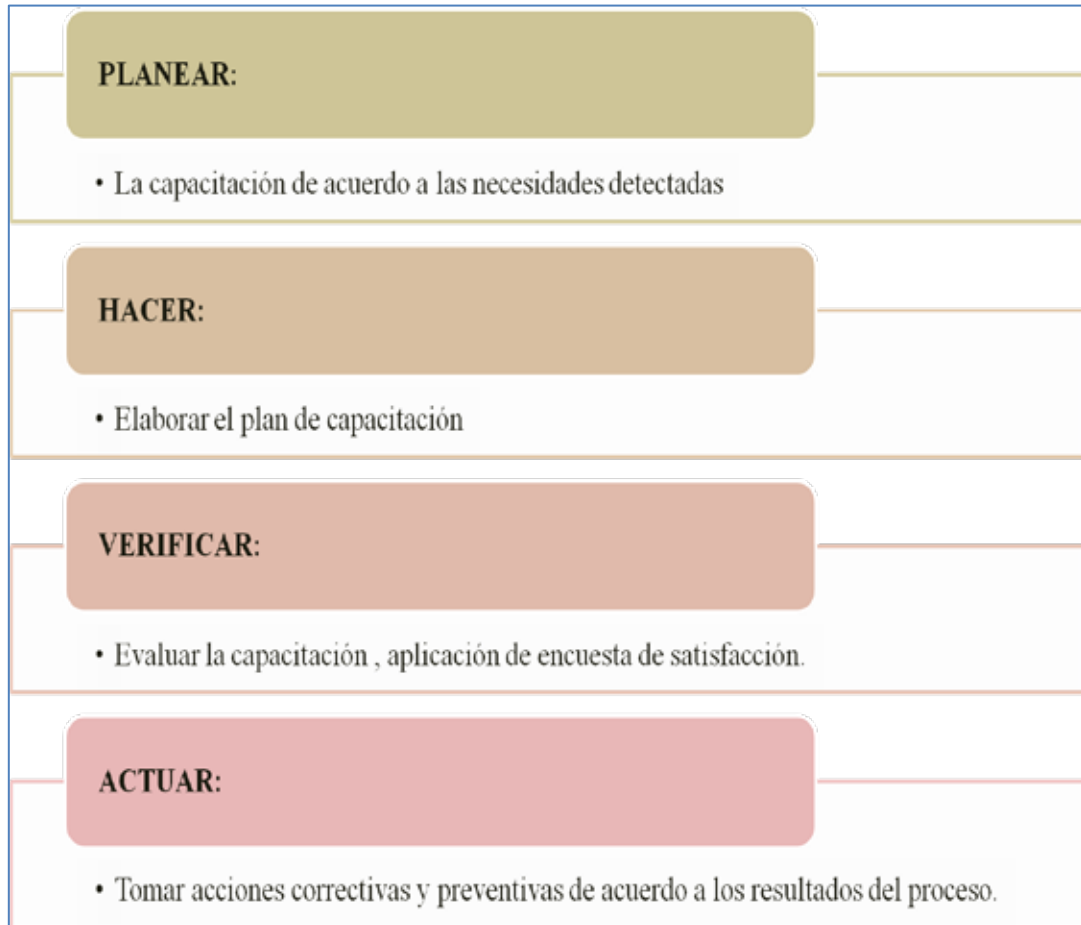 PLANEAR:
• La capacitación de acuerdo a las necesidades detectadas
HACER:
• Elaborar el plan de capacitación
VERIFICAR:
• Evaluar la capacitación , aplicación de encuesta de satisfacción.
ACTUAR:
• Tomar acciones correctivas y preventivas de acuerdo a los resultados del proceso.